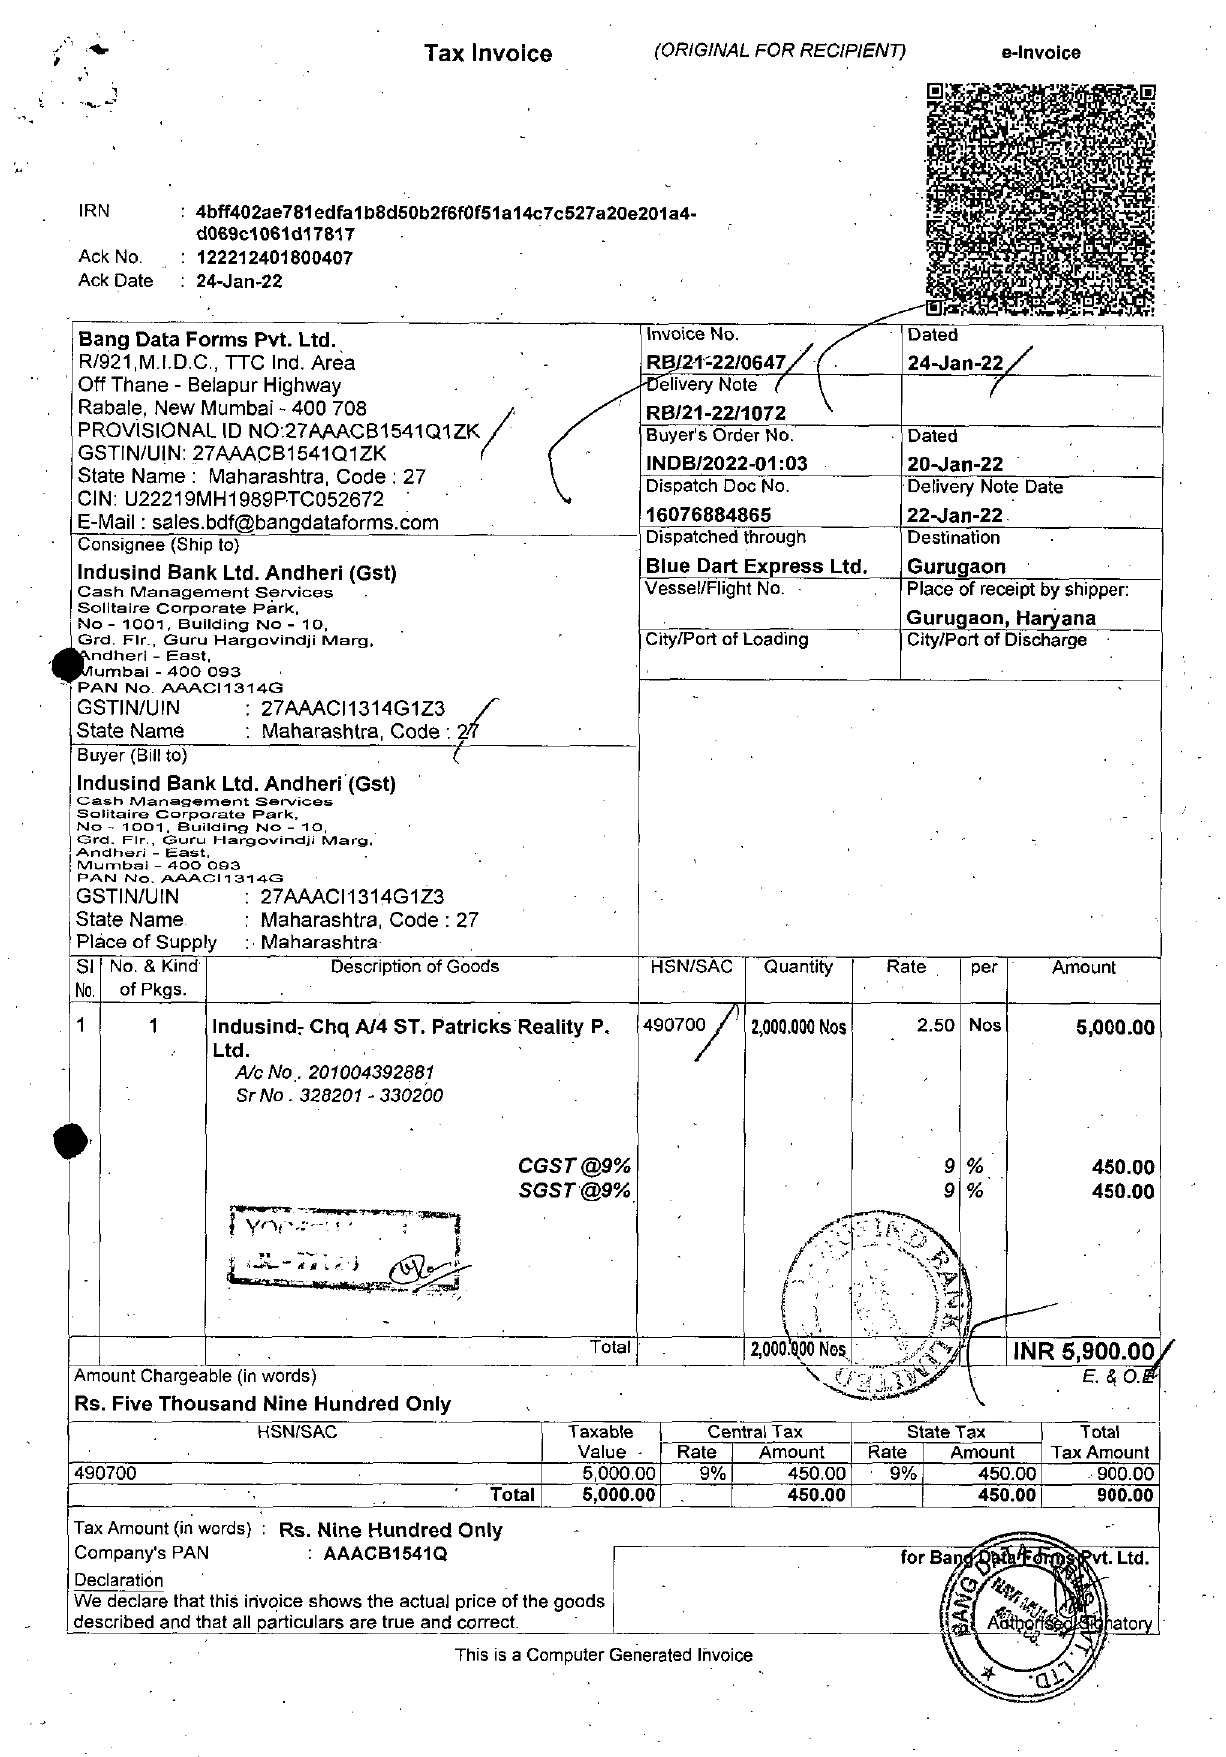 Tax Invoice (ORIGINAL FOR RECIPIENT) e-Invoice
IRN : 4bff402ae781edfa1b8d50b2f6f0f51a14c7c527a20e201a4-
d069c1061d17817
Ack No. : 122212401800407
Ack Date : 24-Jan-22
Bang Data Forms Pvt. Ltd.
R/921,M.I.D.C., TTC Ind. Area
Off Thane - Belapur Highway
Rabale, New Mumbai - 400 708
PROVISIONAL ID NO:27AAACB1541Q1ZK
GSTIN/UIN: 27AAACB1541Q1ZK
State Name : Maharashtra, Code : 27
CIN: U22219MH1989PTC052672
E-Mail : sales.bdf@bangdataforms.com
Invoice No. Dated
RB/21-22/0647 24-Jan-22
Delivery Note
RB/21-22/1072
Buyer's Order No. Dated
INDB/2022-01:03 20-Jan-22
Dispatch Doc No. Delivery Note Date
16076884865 22-Jan-22
Dispatched through Destination
Blue Dart Express Ltd. Gurugaon
Vessel/Flight No. Place of receipt by shipper:
Gurugaon, Haryana
City/Port of Loading City/Port of Discharge
Consignee (Ship to)
Indusind Bank Ltd. Andheri (Gst)
Cash Management Services
Solitaire Corporate Park,
No - 1001, Building No - 10,
Grd. Flr., Guru Hargovindji Marg,
Andheri - East,
Mumbai - 400 093
PAN No. AAACI1314G
GSTIN/UIN : 27AAACI1314G1Z3
State Name : Maharashtra, Code : 27
Buyer (Bill to)
Indusind Bank Ltd. Andheri (Gst)
Cash Management Services
Solitaire Corporate Park,
No - 1001, Building No - 10,
Grd. Flr., Guru Hargovindji Marg,
Andheri - East,
Mumbai - 400 093
PAN No. AAACI1314G
GSTIN/UIN : 27AAACI1314G1Z3
State Name : Maharashtra, Code : 27
Place of Supply : Maharashtra
Sl No. & Kind Description of Goods HSN/SAC Quantity Rate per Amount
No. of Pkgs.
1 1 Indusind- Chq A/4 ST. Patricks Reality P. 490700 2,000.000 Nos 2.50 Nos 5,000.00
Ltd.
A/c No. 201004392881
Sr No . 328201 - 330200
CGST @9% 9 % 450.00
SGST @9% 9 % 450.00
INDUSIND BANK LIMITED
Total 2,000.000 Nos INR 5,900.00
Amount Chargeable (in words) E. & O.E
Rs. Five Thousand Nine Hundred Only
HSN/SAC Taxable Central Tax State Tax Total
Value Rate Amount Rate Amount Tax Amount
490700 5,000.00 9% 450.00 9% 450.00 900.00
Total 5,000.00 450.00 450.00 900.00
Tax Amount (in words) : Rs. Nine Hundred Only
Company's PAN : AAACB1541Q
Declaration
We declare that this invoice shows the actual price of the goods
described and that all particulars are true and correct.
for Bang Data Forms Pvt. Ltd.
Authorised Signatory
This is a Computer Generated Invoice